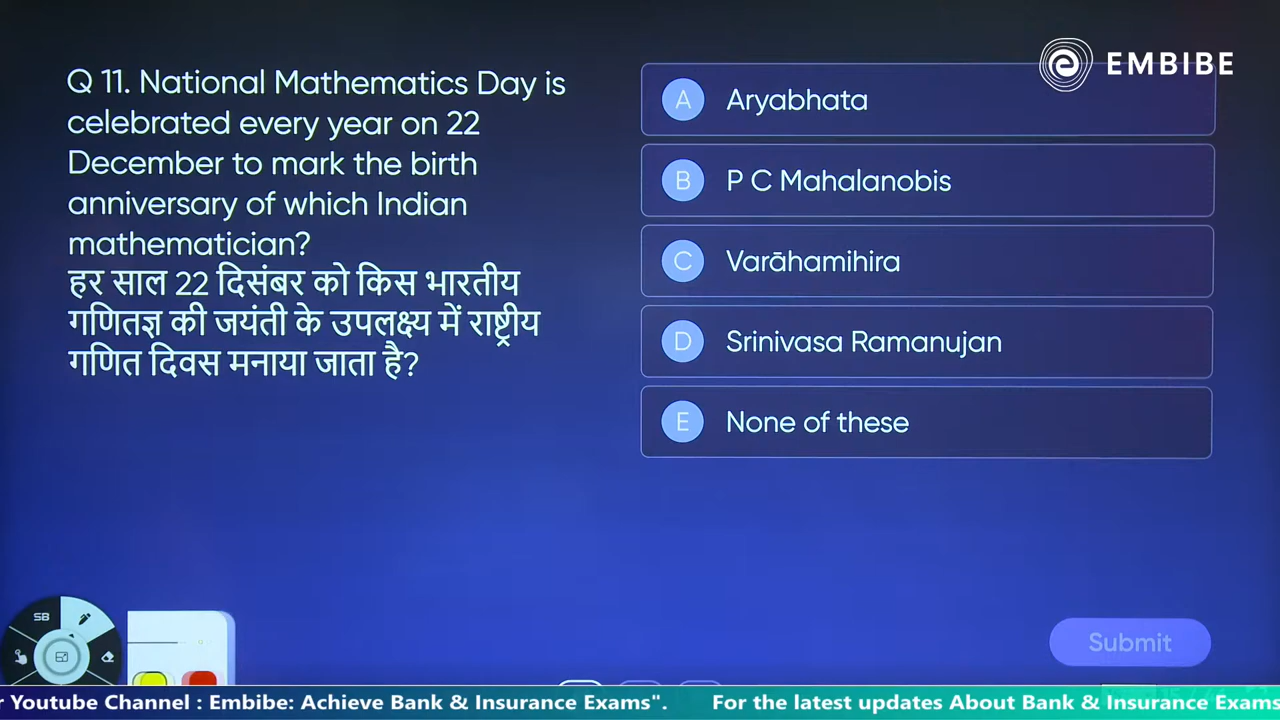 EMBIBE
Q 11. National Mathematics Day is
celebrated every year on 22
December to mark the birth
anniversary of which Indian
mathematician?
हर साल 22 दिसंबर को किस भारतीय
गणितज्ञ की जयंती के उपलक्ष्य में राष्ट्रीय
गणित दिवस मनाया जाता है?
A Aryabhata
B P C Mahalanobis
C Varāhamihira
D Srinivasa Ramanujan
E None of these
SB
Submit
Youtube Channel : Embibe: Achieve Bank & Insurance Exams". For the latest updates About Bank & Insurance Exams